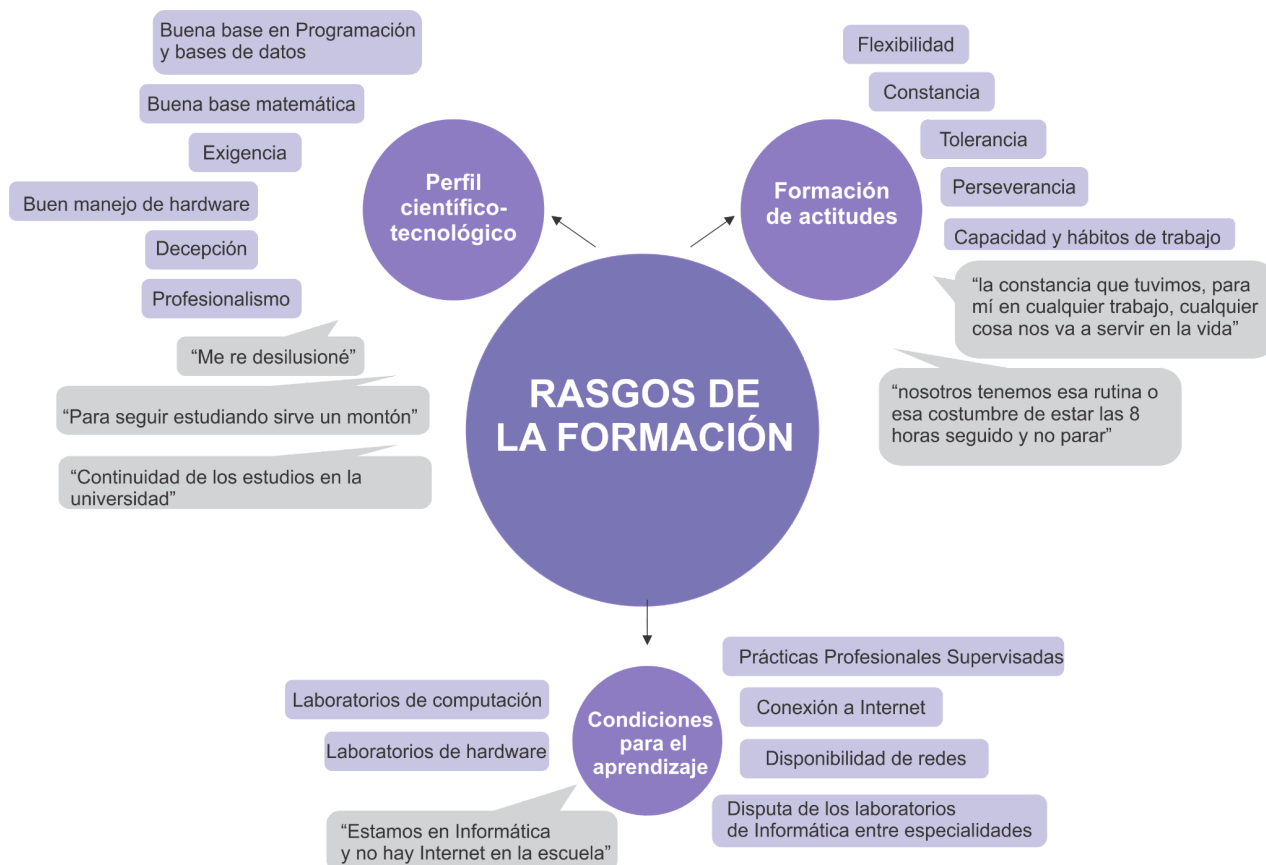 Buena base en Programación
y bases de datos
Buena base matemática
Exigencia
Buen manejo de hardware
Decepción
Profesionalismo
Perfil
científico-
tecnológico
“Me re desilusioné”
“Para seguir estudiando sirve un montón”
“Continuidad de los estudios en la
universidad”
Flexibilidad
Constancia
Tolerancia
Perseverancia
Capacidad y hábitos de trabajo
Formación
de actitudes
“la constancia que tuvimos, para
mí en cualquier trabajo, cualquier
cosa nos va a servir en la vida”
“nosotros tenemos esa rutina o
esa costumbre de estar las 8
horas seguido y no parar”
RASGOS DE
LA FORMACIÓN
Laboratorios de computación
Laboratorios de hardware
Condiciones
para el
aprendizaje
“Estamos en Informática
y no hay Internet en la escuela”
Prácticas Profesionales Supervisadas
Conexión a Internet
Disponibilidad de redes
Disputa de los laboratorios
de Informática entre especialidades